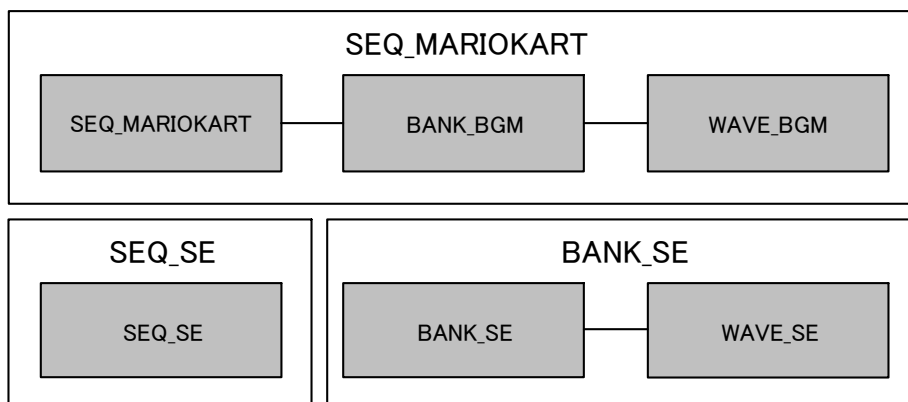 SEQ_MARIOKART
SEQ_MARIOKART
BANK_BGM
WAVE_BGM
SEQ_SE
SEQ_SE
BANK_SE
BANK_SE
WAVE_SE